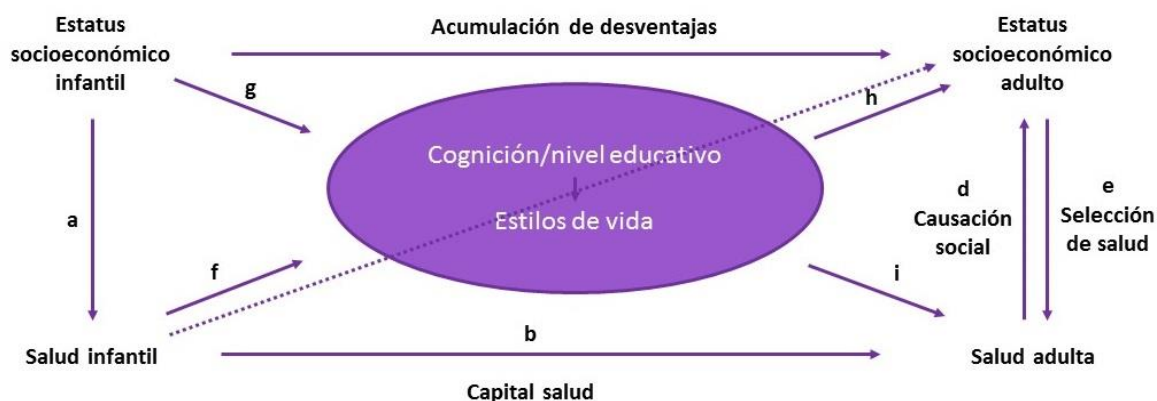 Estatus
socioeconómico
infantil
Acumulación de desventajas
Estatus
socioeconómico
adulto
g
h
Cognición/nivel educativo
Estilos de vida
a
d
Causación
social
e
Selección
de salud
f
i
b
Salud infantil
Salud adulta
Capital salud